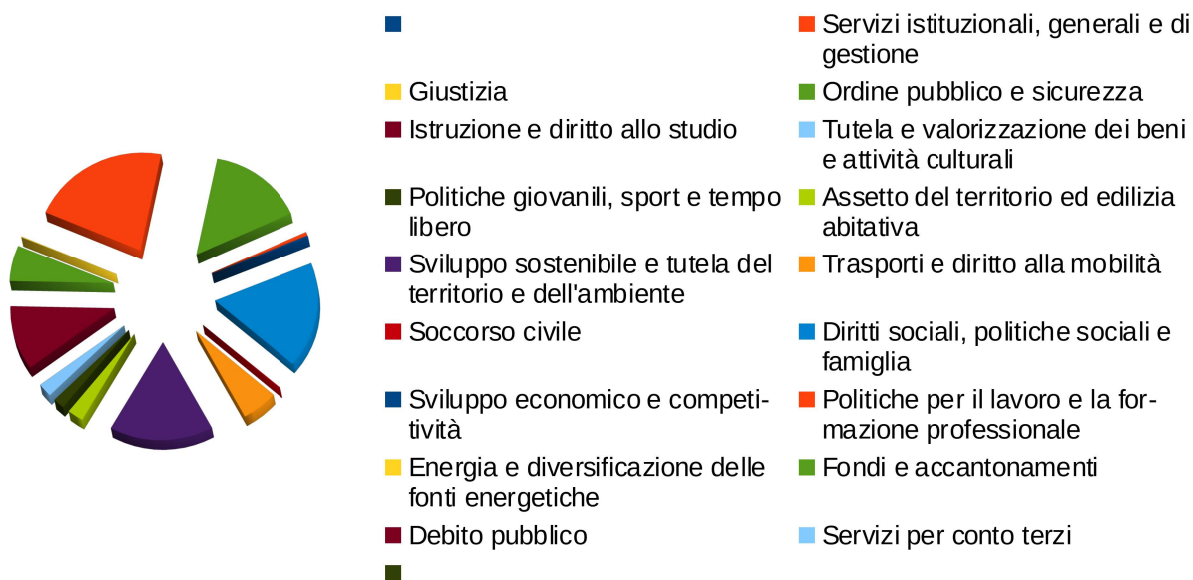 Servizi istituzionali, generali e di
gestione
Giustizia
Ordine pubblico e sicurezza
Istruzione e diritto allo studio
Tutela e valorizzazione dei beni
e attività culturali
Politiche giovanili, sport e tempo
libero
Assetto del territorio ed edilizia
abitativa
Sviluppo sostenibile e tutela del
territorio e dell'ambiente
Trasporti e diritto alla mobilità
Soccorso civile
Diritti sociali, politiche sociali e
famiglia
Sviluppo economico e competi-
tività
Politiche per il lavoro e la for-
mazione professionale
Energia e diversificazione delle
fonti energetiche
Fondi e accantonamenti
Debito pubblico
Servizi per conto terzi